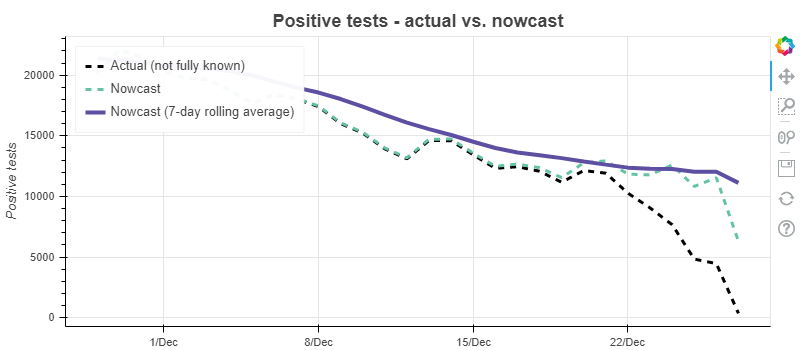 Positive tests - actual vs. nowcast
Actual (not fully known)
Nowcast
Nowcast (7-day rolling average)
Positive tests
20000
15000
10000
5000
0
1/Dec
8/Dec
15/Dec
22/Dec